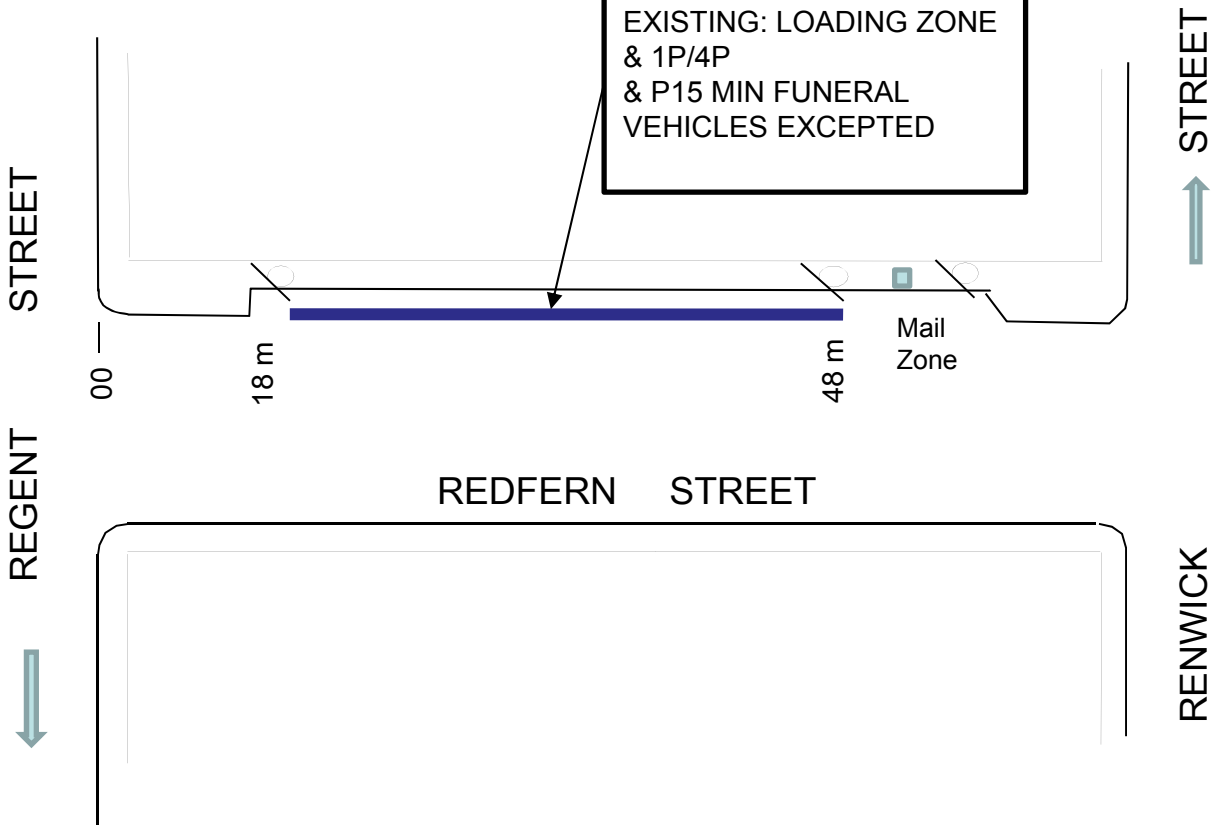 EXISTING: LOADING ZONE
& 1P/4P
& P15 MIN FUNERAL
VEHICLES EXCEPTED
STREET
STREET
00
18 m
48 m
Mail
Zone
REGENT
REDFERN STREET
RENWICK